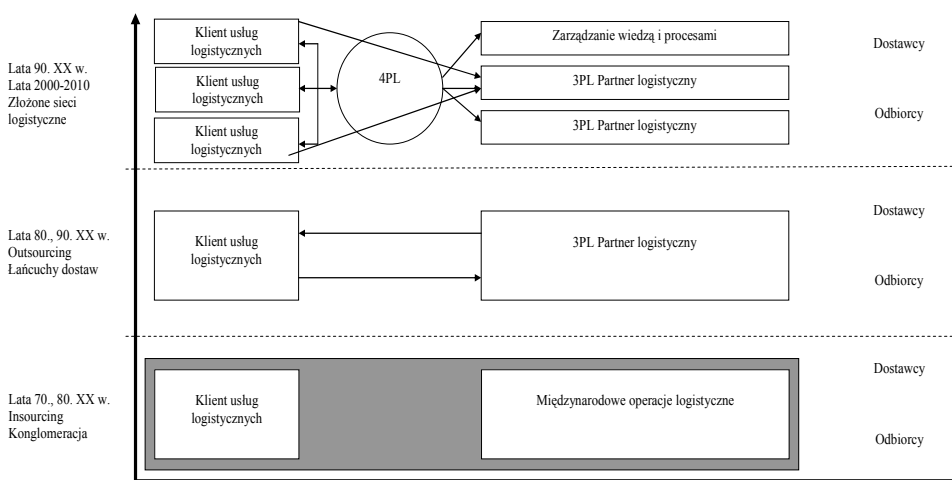 Lata 90. XX w.
Lata 2000-2010
Złożone sieci
logistyczne
Klient usług
logistycznych
Klient usług
logistycznych
Klient usług
logistycznych
4PL
Zarządzanie wiedzą i procesami
3PL Partner logistyczny
3PL Partner logistyczny
Dostawcy
Odbiorcy
Lata 80., 90. XX w.
Outsourcing
Łańcuchy dostaw
Klient usług
logistycznych
3PL Partner logistyczny
Dostawcy
Odbiorcy
Lata 70., 80. XX w.
Insourcing
Konglomeracja
Klient usług
logistycznych
Międzynarodowe operacje logistyczne
Dostawcy
Odbiorcy